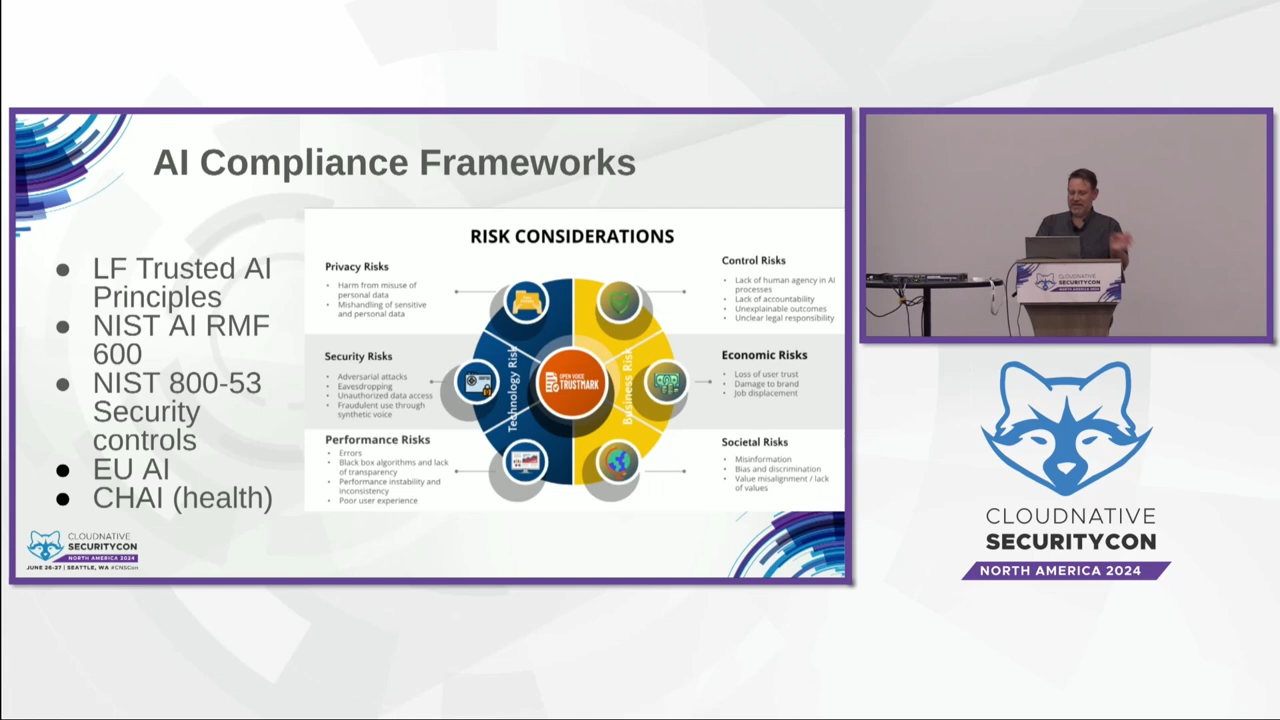 AI Compliance Frameworks
● LF Trusted AI
Principles
● NIST AI RMF
600
● NIST 800-53
Security
controls
● EU AI
● CHAI (health)
RISK CONSIDERATIONS
Privacy Risks
• Harm from misuse of
personal data
• Mishandling of sensitive
and personal data
Security Risks
• Adversarial attacks
• Eavesdropping
• Unauthorized data access
• Fraudulent use through
synthetic voice
Performance Risks
• Errors
• Black box algorithms and lack
of transparency
• Performance instability and
inconsistency
• Poor user experience
Technology Risk
OPEN VOICE
TRUSTMARK
Business Risk
Control Risks
• Lack of human agency in AI
processes
• Lack of accountability
• Unexplainable outcomes
• Unclear legal responsibility
Economic Risks
• Loss of user trust
• Damage to brand
• Job displacement
Societal Risks
• Misinformation
• Bias and discrimination
• Value misalignment / lack
of values
CLOUDNATIVE
SECURITYCON
NORTH AMERICA 2024
JUNE 26-27 | SEATTLE, WA #CNSCon
CLOUDNATIVE
SECURITYCON
NORTH AMERICA 2024
CLOUDNATIVE
SECURITYCON
NORTH AMERICA 2024